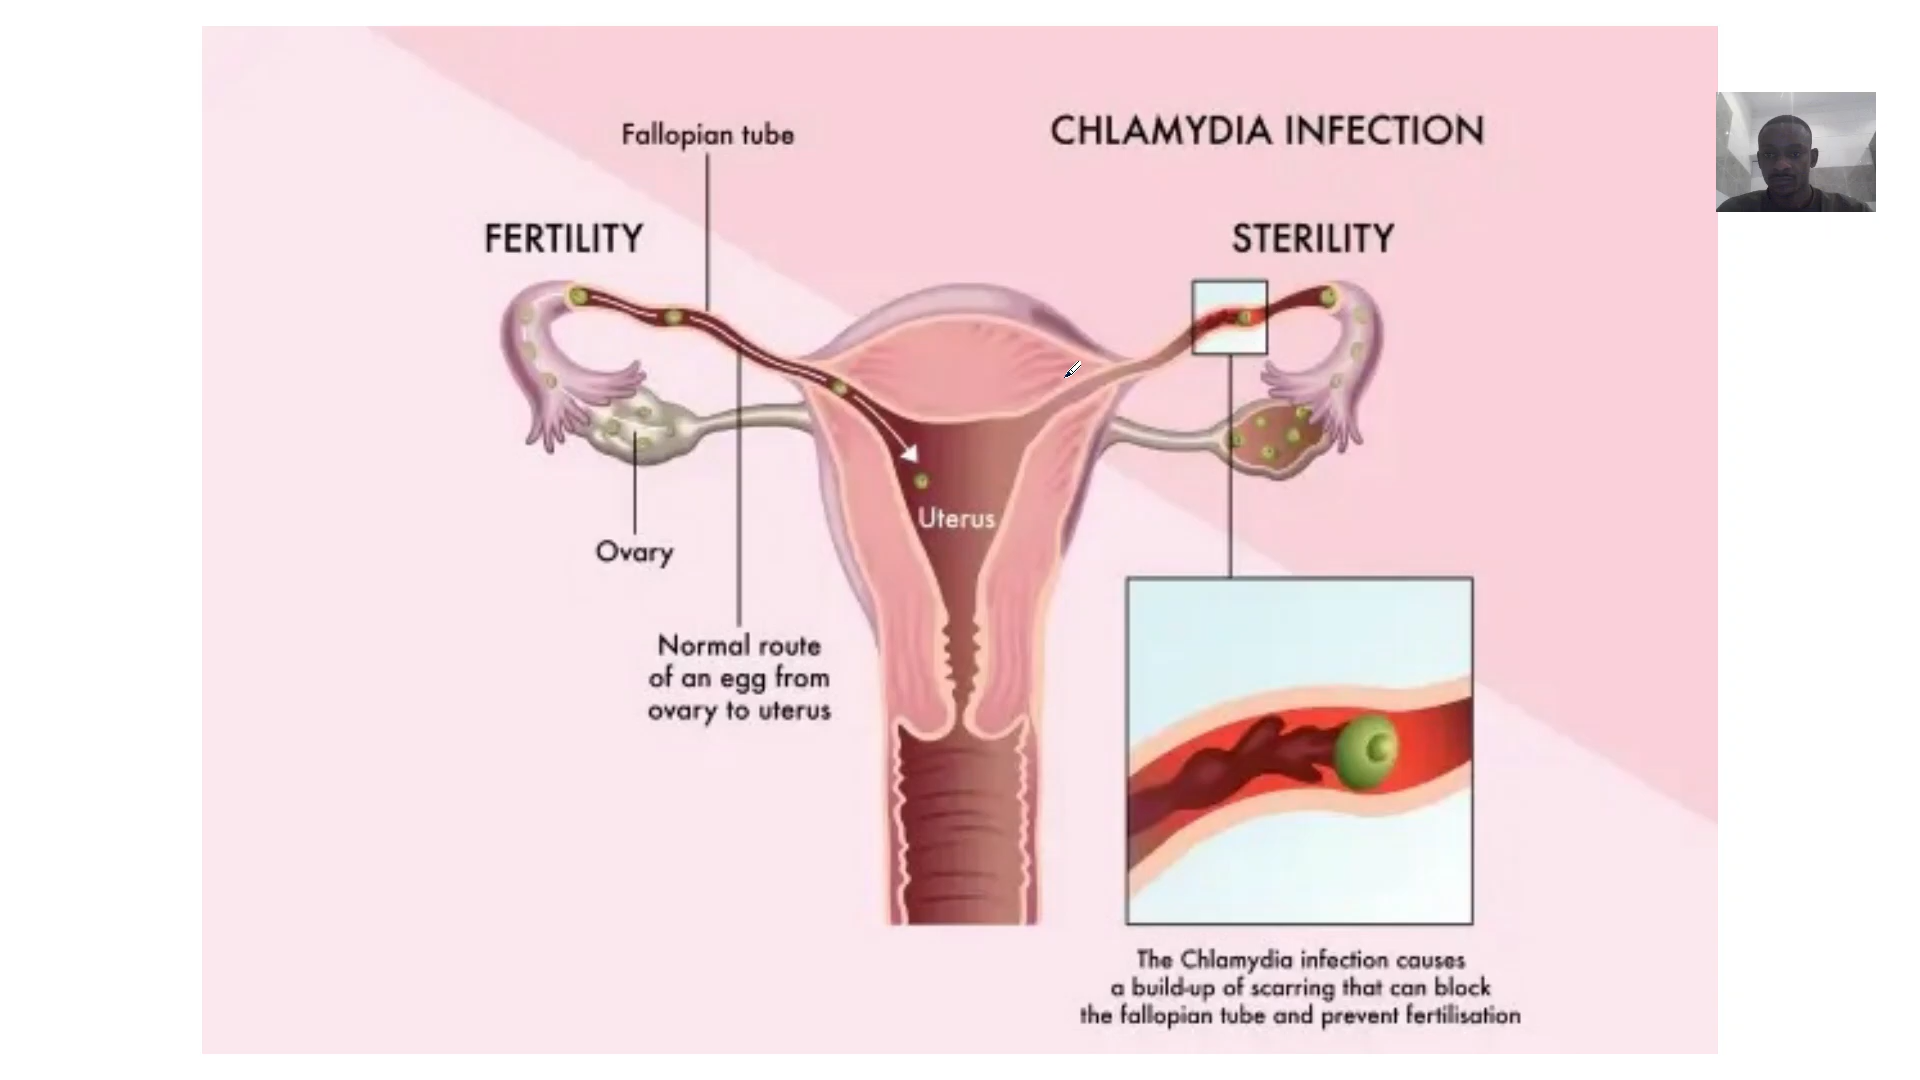 Fallopian tube
CHLAMYDIA INFECTION
FERTILITY
STERILITY
Uterus
Ovary
Normal route
of an egg from
ovary to uterus
The Chlamydia infection causes
a build-up of scarring that can block
the fallopian tube and prevent fertilisation